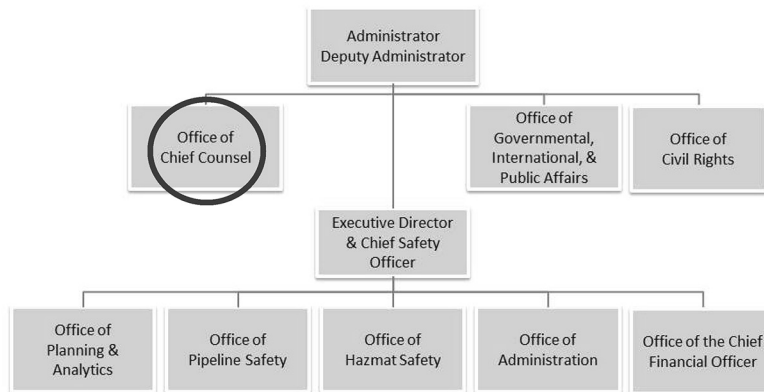 Administrator
Deputy Administrator
Office of
Chief Counsel
Office of
Governmental,
International, &
Public Affairs
Office of
Civil Rights
Executive Director
& Chief Safety
Officer
Office of
Planning &
Analytics
Office of
Pipeline Safety
Office of
Hazmat Safety
Office of
Administration
Office of the Chief
Financial Officer